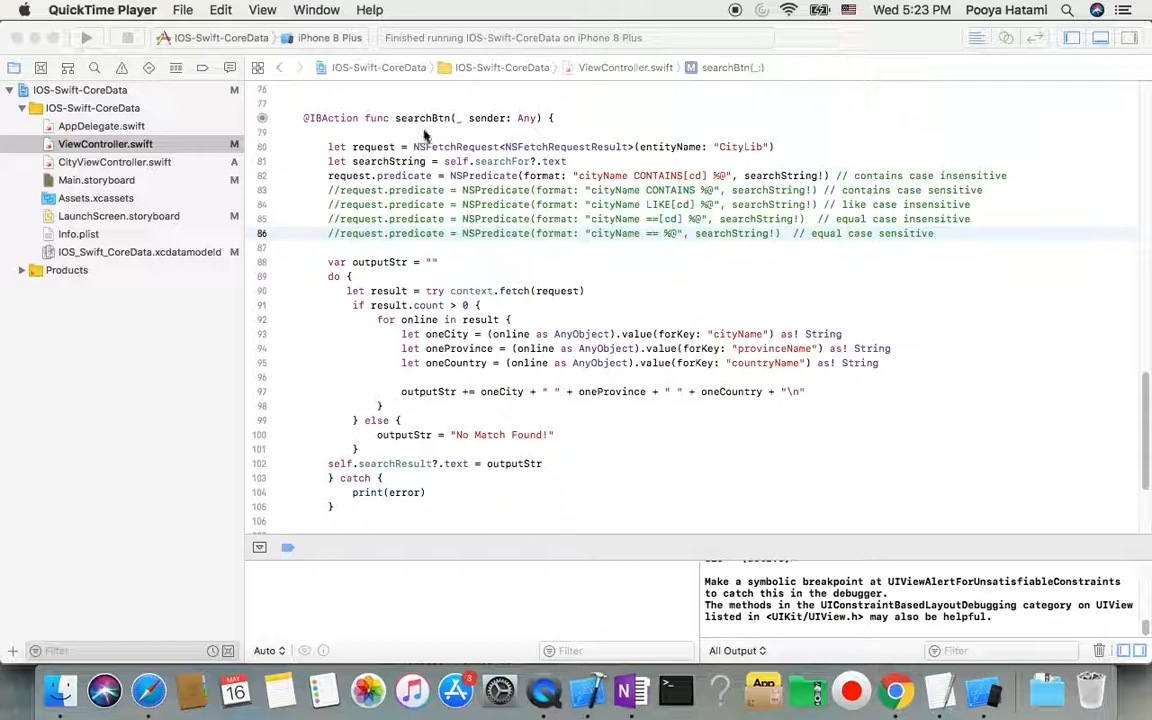 QuickTime Player File Edit View Window Help Wed 5:23 PM Pooya Hatami
IOS-Swift-CoreData iPhone 8 Plus Finished running IOS-Swift-CoreData on iPhone 8 Plus
IOS-Swift-CoreData IOS-Swift-CoreData ViewController.swift M searchBtn(_:)
IOS-Swift-CoreData M
IOS-Swift-CoreData
AppDelegate.swift
ViewController.swift M
CityViewController.swift A
Main.storyboard M
Assets.xcassets
LaunchScreen.storyboard M
Info.plist
IOS_Swift_CoreData.xcdatamodeld M
Products
76
77
@IBAction func searchBtn(_ sender: Any) {
79
80 let request = NSFetchRequest<NSFetchRequestResult>(entityName: "CityLib")
81 let searchString = self.searchFor?.text
82 request.predicate = NSPredicate(format: "cityName CONTAINS[cd] %@", searchString!) // contains case insensitive
83 //request.predicate = NSPredicate(format: "cityName CONTAINS %@", searchString!) // contains case sensitive
84 //request.predicate = NSPredicate(format: "cityName LIKE[cd] %@", searchString!) // like case insensitive
85 //request.predicate = NSPredicate(format: "cityName ==[cd] %@", searchString!) // equal case insensitive
86 //request.predicate = NSPredicate(format: "cityName == %@", searchString!) // equal case sensitive
87
88 var outputStr = ""
89 do {
90 let result = try context.fetch(request)
91 if result.count > 0 {
92 for online in result {
93 let oneCity = (online as AnyObject).value(forKey: "cityName") as! String
94 let oneProvince = (online as AnyObject).value(forKey: "provinceName") as! String
95 let oneCountry = (online as AnyObject).value(forKey: "countryName") as! String
96
97 outputStr += oneCity + " " + oneProvince + " " + oneCountry + "\n"
98 }
99 } else {
100 outputStr = "No Match Found!"
101 }
102 self.searchResult?.text = outputStr
103 } catch {
104 print(error)
105 }
106
Make a symbolic breakpoint at UIViewAlertForUnsatisfiableConstraints
to catch this in the debugger.
The methods in the UIConstraintBasedLayoutDebugging category on UIView
listed in <UIKit/UIView.h> may also be helpful.
Filter Auto Filter All Output Filter
MAY
16
3
App